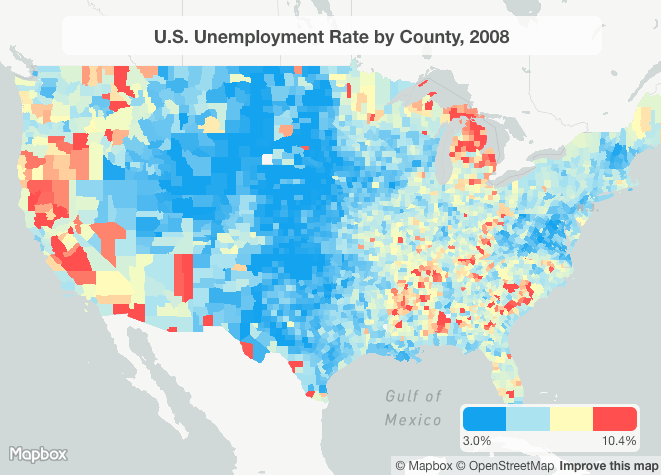 U.S. Unemployment Rate by County, 2008
Gulf of
Mexico
3.0% 10.4%
Mapbox
© Mapbox © OpenStreetMap Improve this map